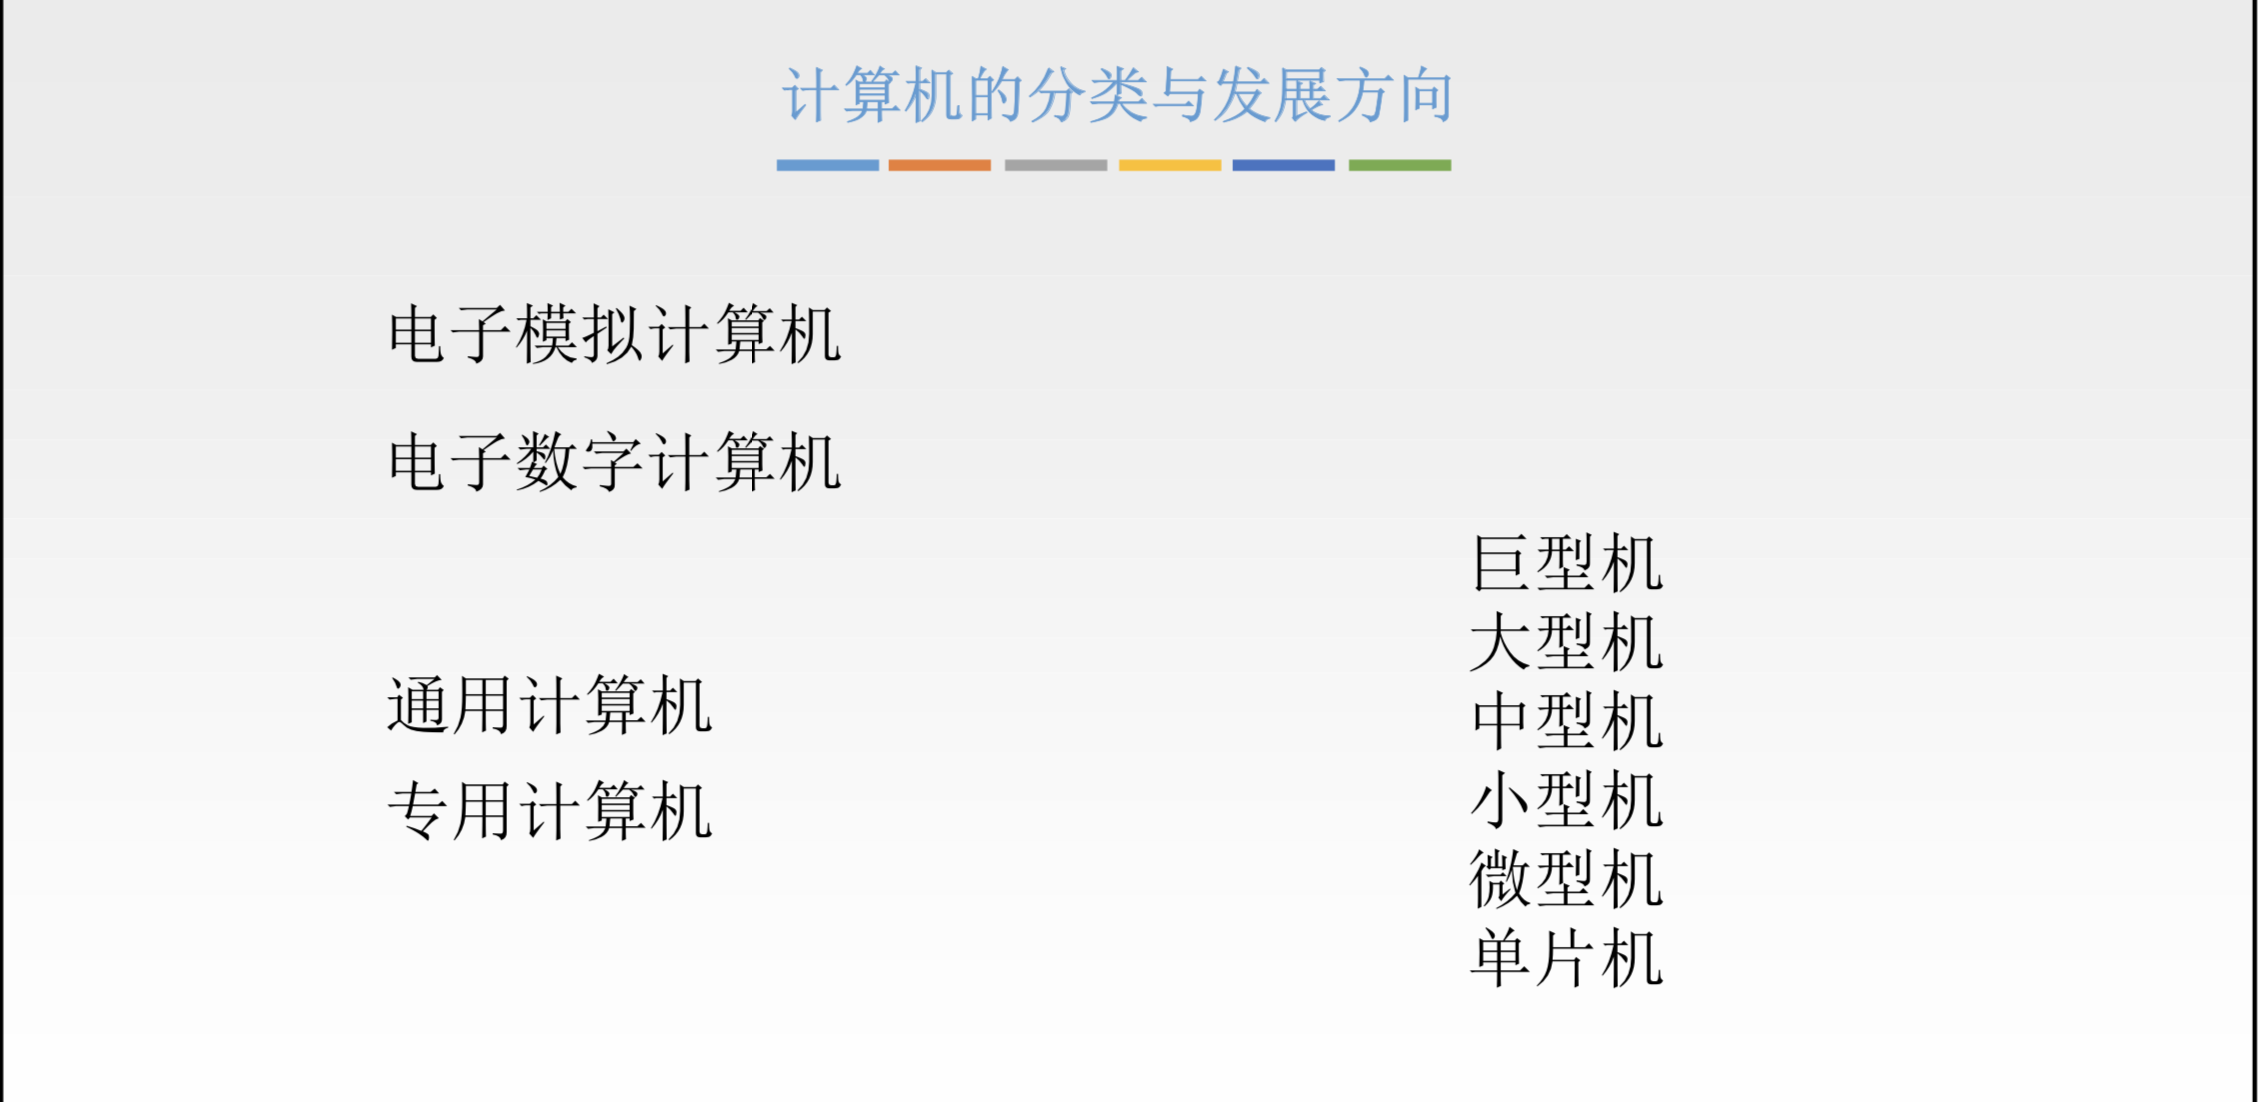 计算机的分类与发展方向
电子模拟计算机
电子数字计算机
通用计算机
专用计算机
巨型机
大型机
中型机
小型机
微型机
单片机